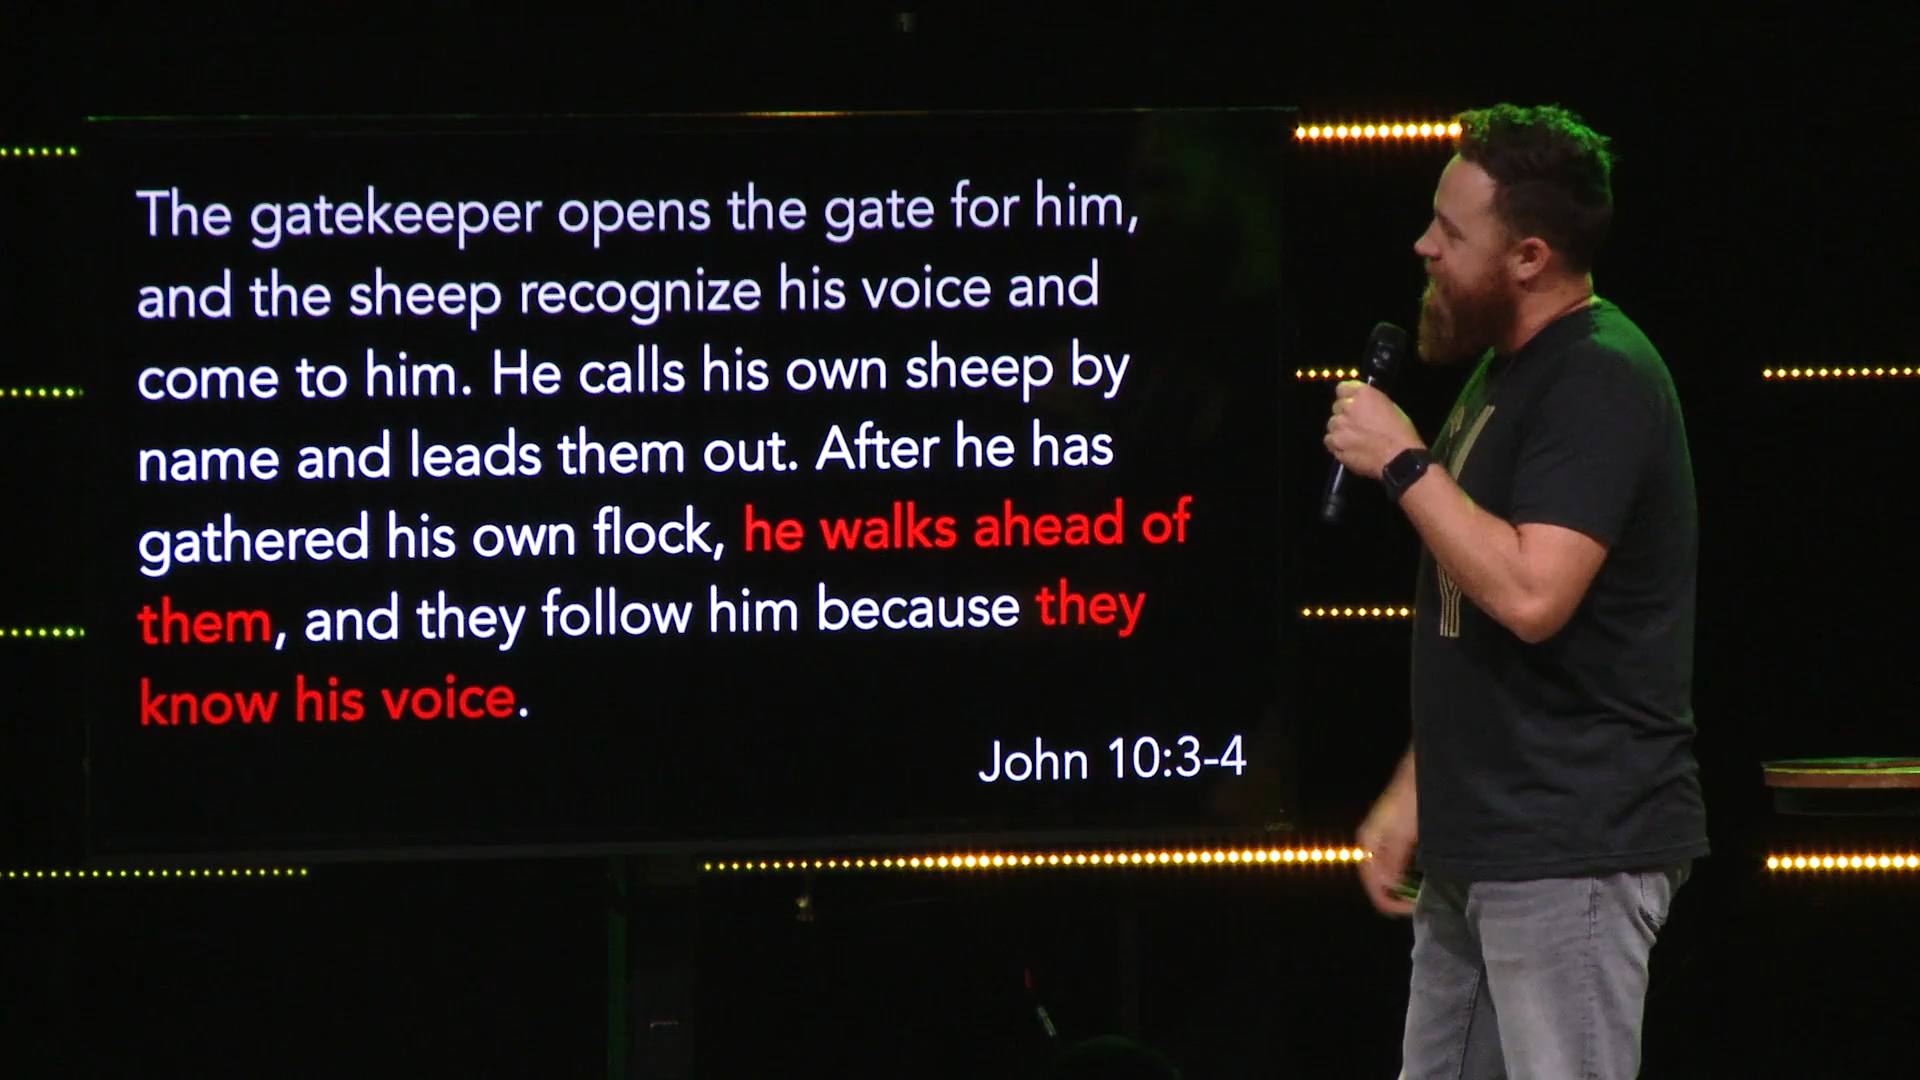 The gatekeeper opens the gate for him,
and the sheep recognize his voice and
come to him. He calls his own sheep by
name and leads them out. After he has
gathered his own flock, he walks ahead of
them, and they follow him because they
know his voice.
John 10:3-4